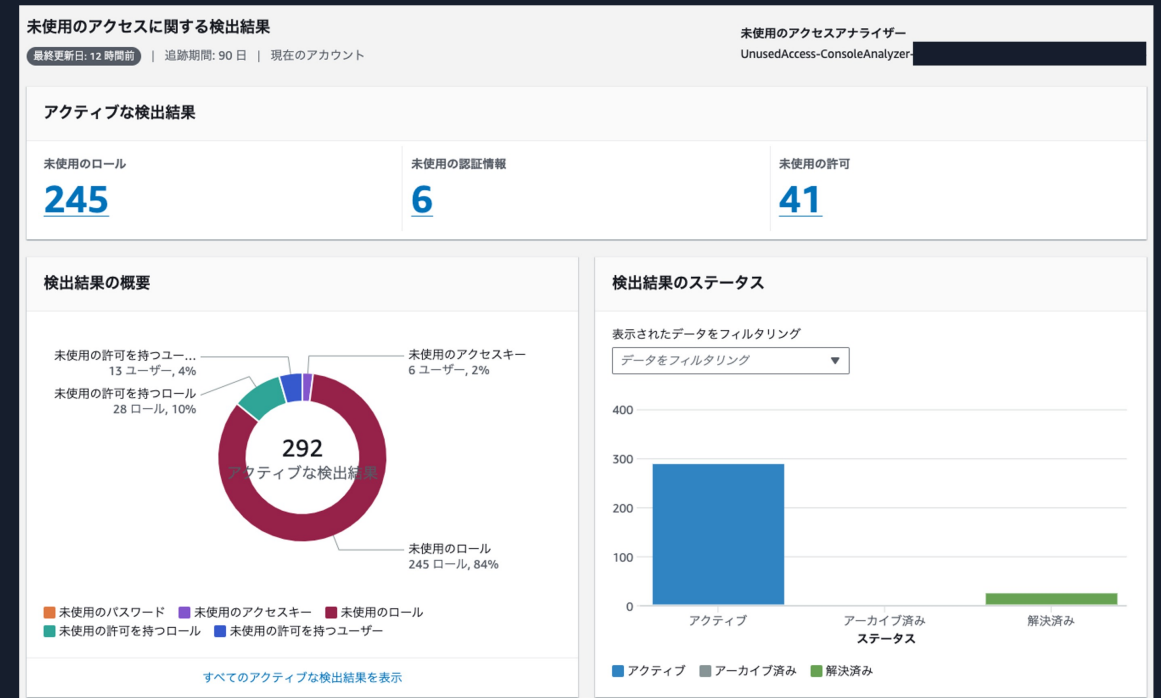 未使用のアクセスに関する検出結果
最終更新日: 12 時間前 | 追跡期間: 90 日 | 現在のアカウント
未使用のアクセスアナライザー
UnusedAccess-ConsoleAnalyzer-
アクティブな検出結果
未使用のロール
245
未使用の認証情報
6
未使用の許可
41
検出結果の概要
未使用の許可を持つユー...
13 ユーザー, 4%
未使用の許可を持つロール
28 ロール, 10%
未使用のアクセスキー
6 ユーザー, 2%
292
アクティブな検出結果
未使用のロール
245 ロール, 84%
未使用のパスワード 未使用のアクセスキー 未使用のロール
未使用の許可を持つロール 未使用の許可を持つユーザー
すべてのアクティブな検出結果を表示
検出結果のステータス
表示されたデータをフィルタリング
データをフィルタリング
400
300
200
100
0
アクティブ アーカイブ済み 解決済み
ステータス
アクティブ アーカイブ済み 解決済み